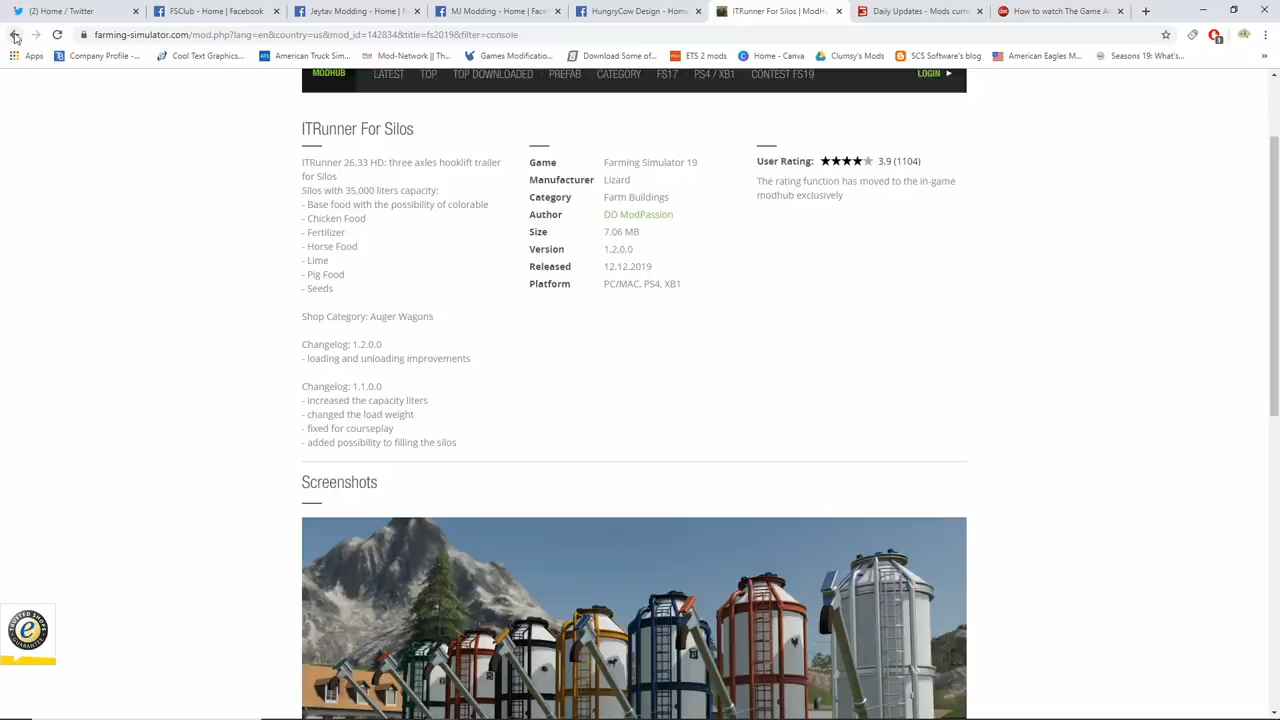 (2) Home / Twitter
FSClub - Home | Facebook
Jeytav Modding - Home |
MJ Modding - Home | Face
HungryCow Design - Home
ITRunner For Silos | ModHu
Daily Updates - Mods curre
How to watch The Game A
farming-simulator.com/mod.php?lang=en&country=us&mod_id=142834&title=fs2019&filter=console
Apps
Company Profile -...
American Truck Sim...
Mod-Network || Th...
Cool Text Graphics...
Games Modification...
Download Some of...
ETS 2 mods
Home - Canva
Clumsy's Mods
SCS Software's blog
American Eagles M...
Seasons 19: What's...
MODHUB
LATEST
TOP
TOP DOWNLOADED
PREFAB
CATEGORY
FS17
PS4 / XB1
CONTEST FS19
LOGIN
ITRunner For Silos
ITRunner 26.33 HD: three axles hooklift trailer
for Silos
Silos with 35,000 liters capacity:
- Base food with the possibility of colorable
- Chicken Food
- Fertilizer
- Horse Food
- Lime
- Pig Food
- Seeds
Shop Category: Auger Wagons
Changelog: 1.2.0.0
- loading and unloading improvements
Changelog: 1.1.0.0
- increased the capacity liters
- changed the load weight
- fixed for courseplay
- added possibility to filling the silos
Game Farming Simulator 19
Manufacturer Lizard
Category Farm Buildings
Author DD ModPassion
Size 7.06 MB
Version 1.2.0.0
Released 12.12.2019
Platform PC/MAC, PS4, XB1
User Rating: 3.9 (1104)
The rating function has moved to the in-game
modhub exclusively
Screenshots